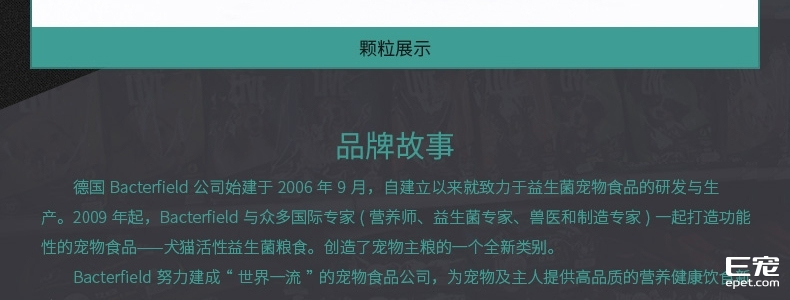 颗粒展示
品牌故事
德国 Bacterfield 公司始建于 2006 年 9 月，自建立以来就致力于益生菌宠物食品的研发与生
产。2009 年起，Bacterfield 与众多国际专家 ( 营养师、益生菌专家、兽医和制造专家 ) 一起打造功能
性的宠物食品——犬猫活性益生菌粮食。创造了宠物主粮的一个全新类别。
Bacterfield 努力建成 “ 世界一流 ” 的宠物食品公司，为宠物及主人提供高品质的营养健康饮食新
E宠
epet.com